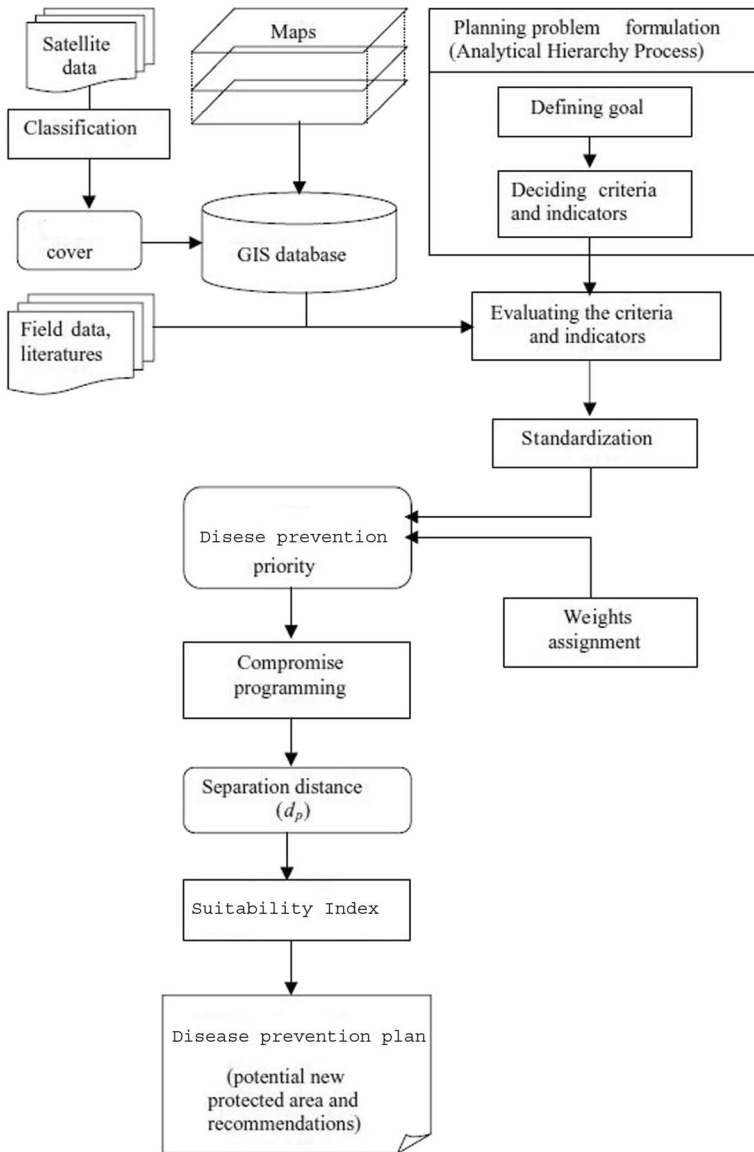 Satellite
data
Maps
Planning problem formulation
(Analytical Hierarchy Process)
Classification
Defining goal
Deciding criteria
and indicators
cover
GIS database
Field data,
literatures
Evaluating the criteria
and indicators
Standardization
Disese prevention
priority
Weights
assignment
Compromise
programming
Separation distance
(dₚ)
Suitability Index
Disease prevention plan
(potential new
protected area and
recommendations)